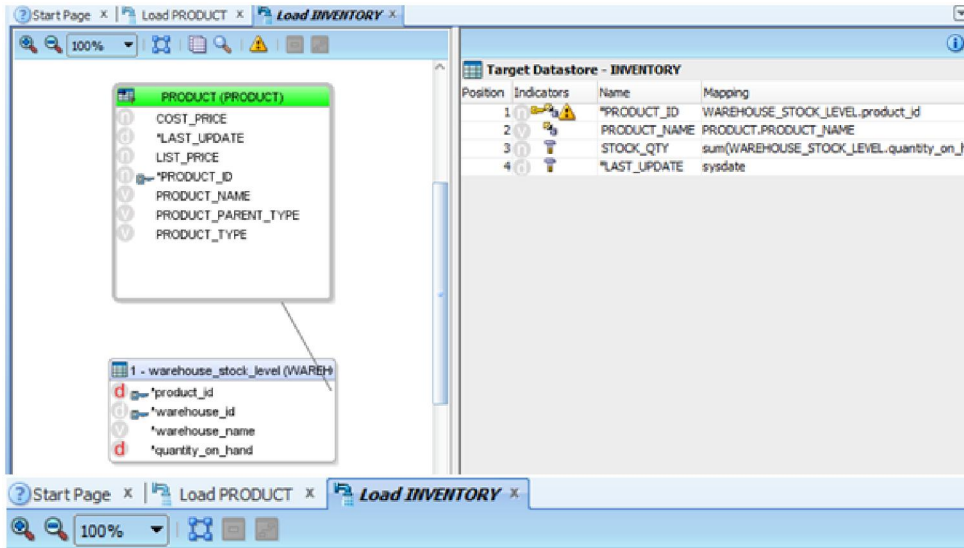 Start Page x Load PRODUCT x Load INVENTORY x
100%
PRODUCT (PRODUCT)
COST_PRICE
*LAST_UPDATE
LIST_PRICE
*PRODUCT_ID
PRODUCT_NAME
PRODUCT_PARENT_TYPE
PRODUCT_TYPE
1 - warehouse_stock_level (WAREH
d *product_id
d *warehouse_id
V *warehouse_name
d *quantity_on_hand
Target Datastore - INVENTORY
Position Indicators Name Mapping
1 *PRODUCT_ID WAREHOUSE_STOCK_LEVEL.product_id
2 PRODUCT_NAME PRODUCT.PRODUCT_NAME
3 STOCK_QTY sum(WAREHOUSE_STOCK_LEVEL.quantity_on_h
4 *LAST_UPDATE sysdate
Start Page x Load PRODUCT x Load INVENTORY x
100%